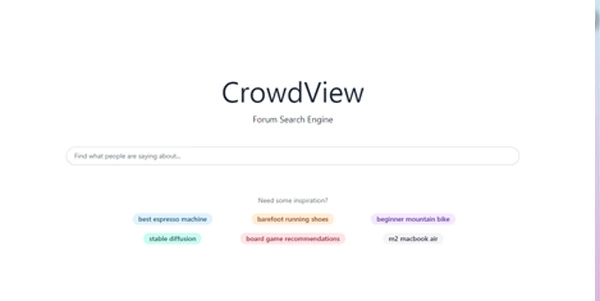 CrowdView
Forum Search Engine
Find what people are saying about...
Need some inspiration?
best espresso machine barefoot running shoes beginner mountain bike
stable diffusion board game recommendations m2 macbook air